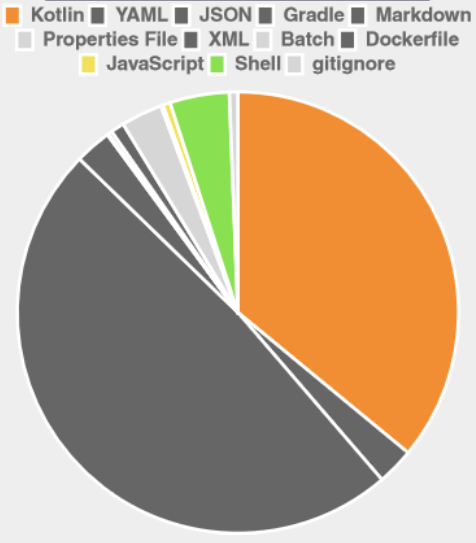 Kotlin YAML JSON Gradle Markdown
Properties File XML Batch Dockerfile
JavaScript Shell gitignore